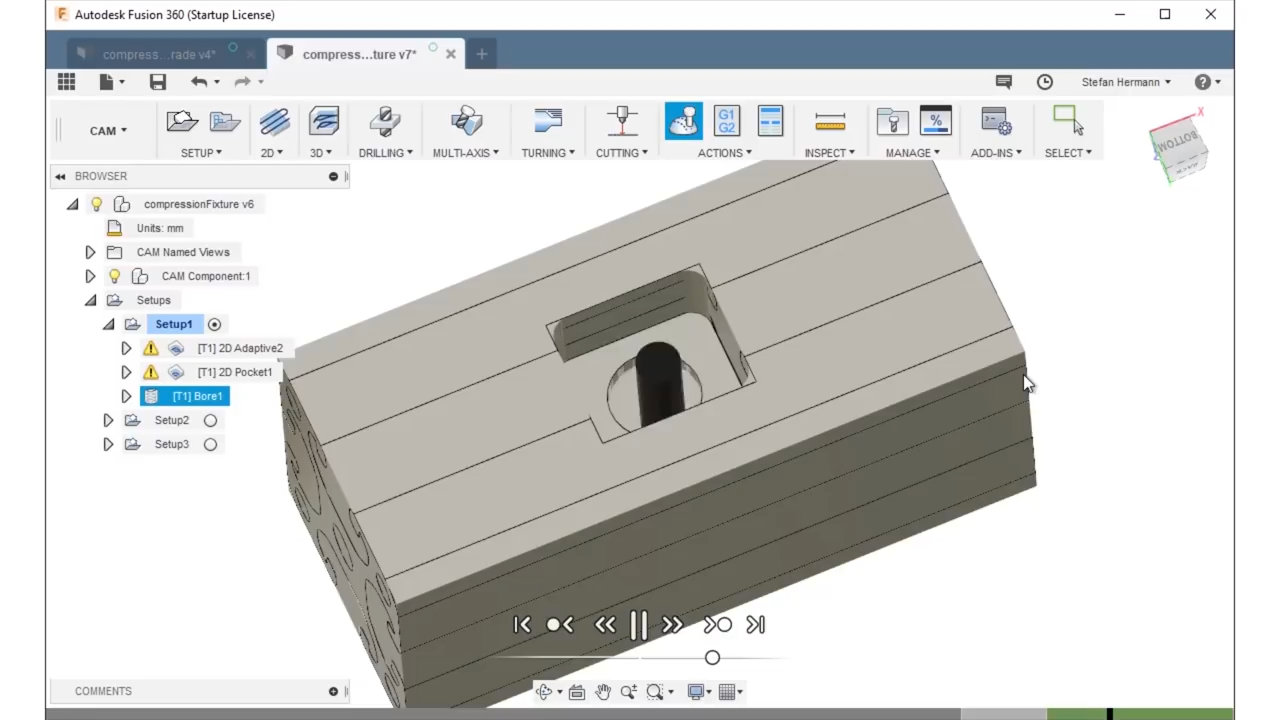 Autodesk Fusion 360 (Startup License)
compress...rade v4*
compress...ture v7*
Stefan Hermann
CAM
G1
G2
%
SETUP
2D
3D
DRILLING
MULTI-AXIS
TURNING
CUTTING
ACTIONS
INSPECT
MANAGE
ADD-INS
SELECT
X
BOTTOM
BROWSER
compressionFixture v6
Units: mm
CAM Named Views
CAM Component:1
Setups
Setup1
[T1] 2D Adaptive2
[T1] 2D Pocket1
[T1] Bore1
Setup2
Setup3
COMMENTS